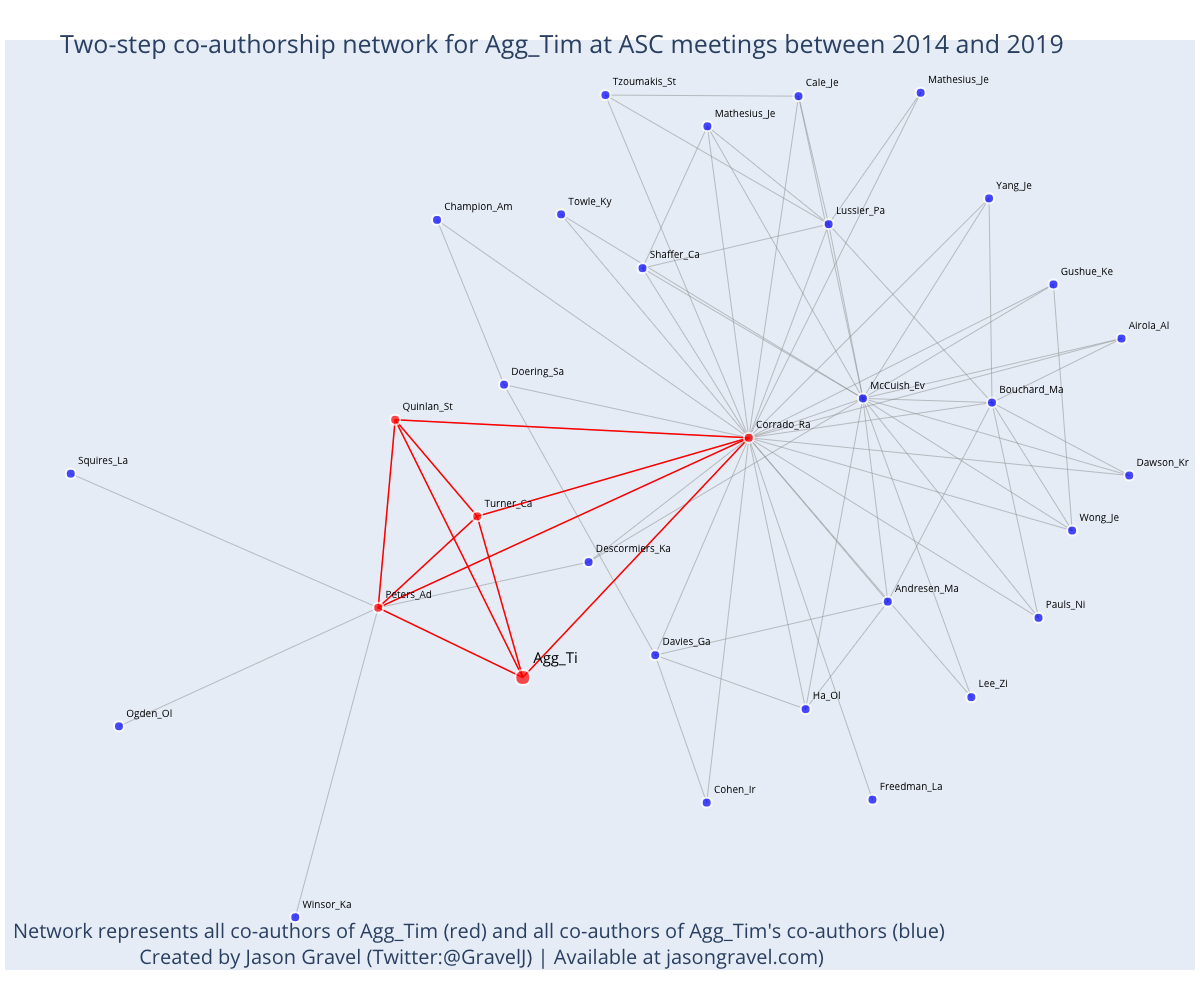 Two-step co-authorship network for Agg_Tim at ASC meetings between 2014 and 2019
Tzoumakis_St
Cale_Je
Mathesius_Je
Mathesius_Je
Yang_Je
Champion_Am
Towle_Ky
Lussier_Pa
Shaffer_Ca
Gushue_Ke
Airola_Al
Doering_Sa
McCuish_Ev
Bouchard_Ma
Quinlan_St
Corrado_Ra
Squires_La
Dawson_Kr
Turner_Ca
Wong_Je
Descormiers_Ka
Peters_Ad
Andresen_Ma
Pauls_Ni
Davies_Ga
Agg_Ti
Lee_Zi
Ha_Ol
Ogden_Ol
Cohen_Ir
Freedman_La
Winsor_Ka
Network represents all co-authors of Agg_Tim (red) and all co-authors of Agg_Tim's co-authors (blue)
Created by Jason Gravel (Twitter:@GravelJ) | Available at jasongravel.com)